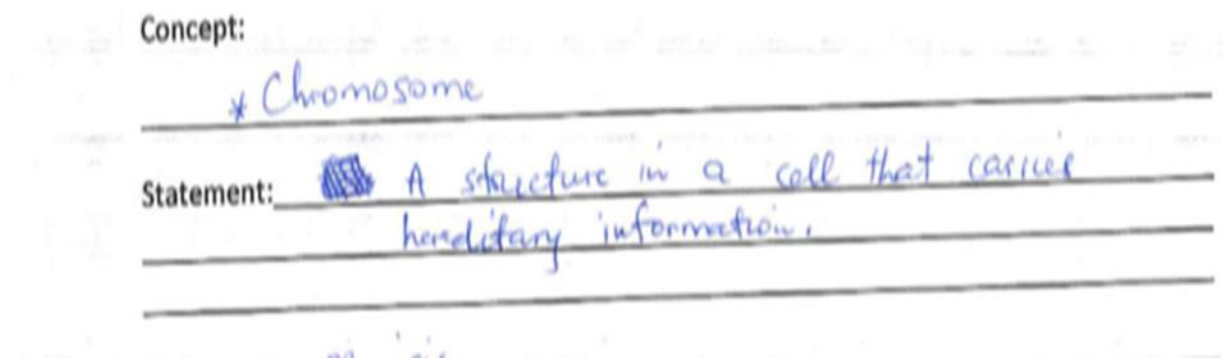 Concept:
* Chromosome
Statement: A structure in a cell that carries
hereditary information.